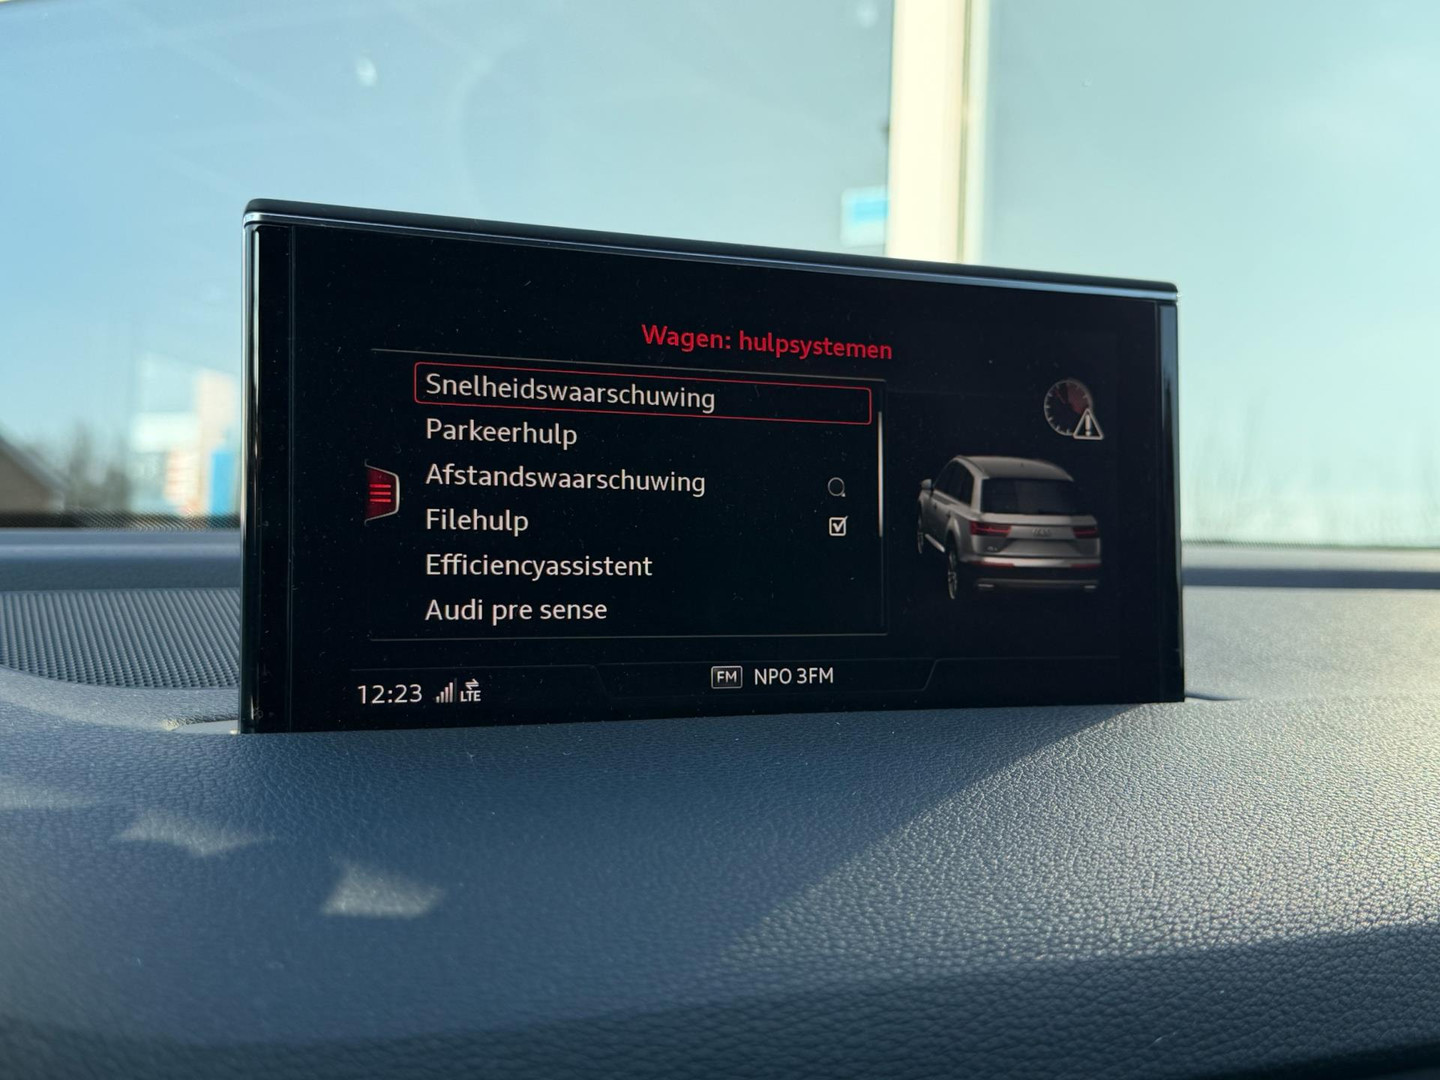 Wagen: hulpsystemen
Snelheidswaarschuwing
Parkeerhulp
Afstandswaarschuwing
Filehulp
Efficiencyassistent
Audi pre sense
12:23 LTE
FM NPO 3FM